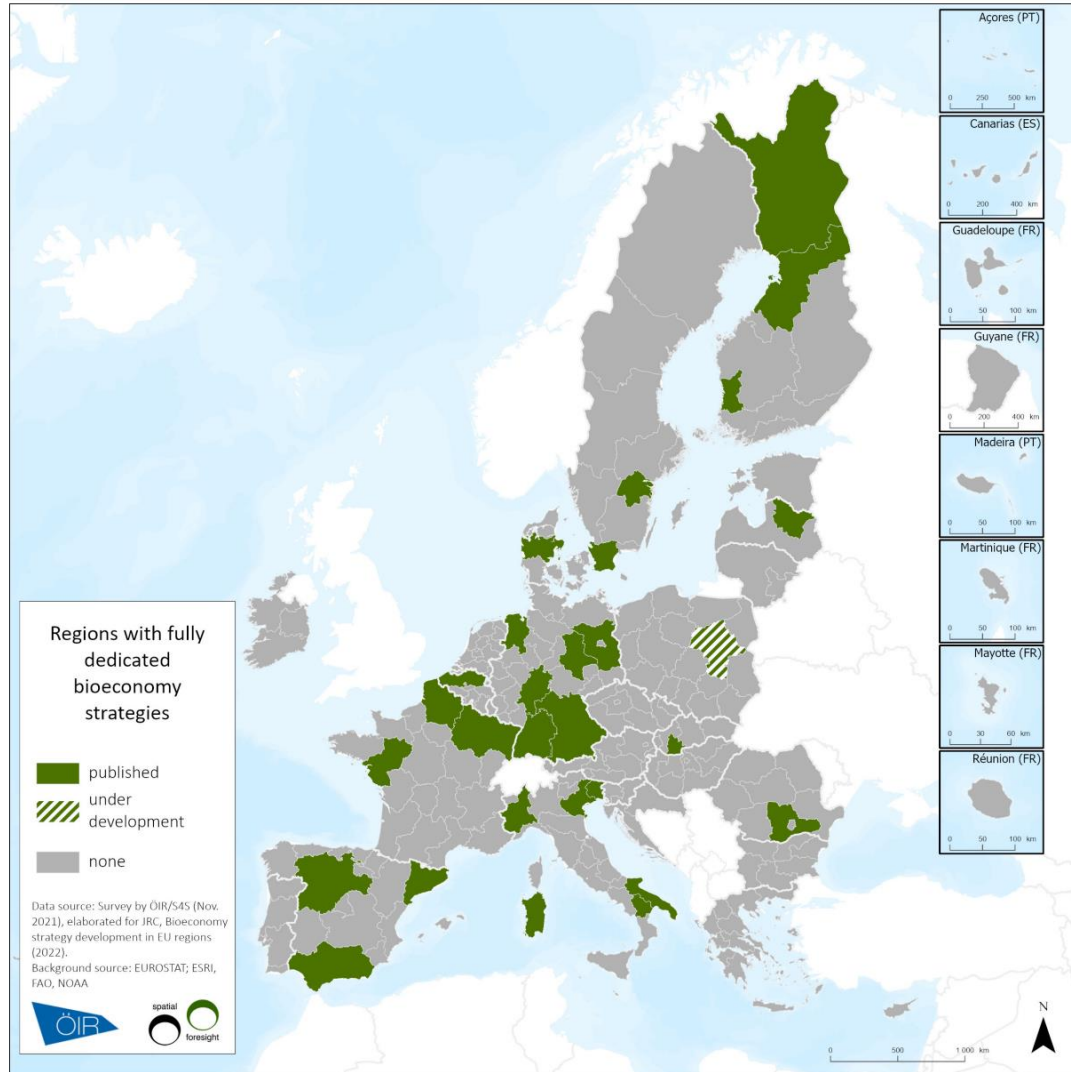 Açores (PT)
0 250 500 km
Canarias (ES)
0 200 400 km
Guadeloupe (FR)
0 50 100 km
Guyane (FR)
0 200 400 km
Madeira (PT)
0 50 100 km
Martinique (FR)
0 50 100 km
Mayotte (FR)
0 30 60 km
Réunion (FR)
0 50 100 km
Regions with fully
dedicated
bioeconomy
strategies
published
under
development
none
Data source: Survey by ÖIR/S4S (Nov.
2021), elaborated for JRC, Bioeconomy
strategy development in EU regions
(2022).
Background source: EUROSTAT; ESRI,
FAO, NOAA
ÖIR
spatial
foresight
0 500 1 000 km
N